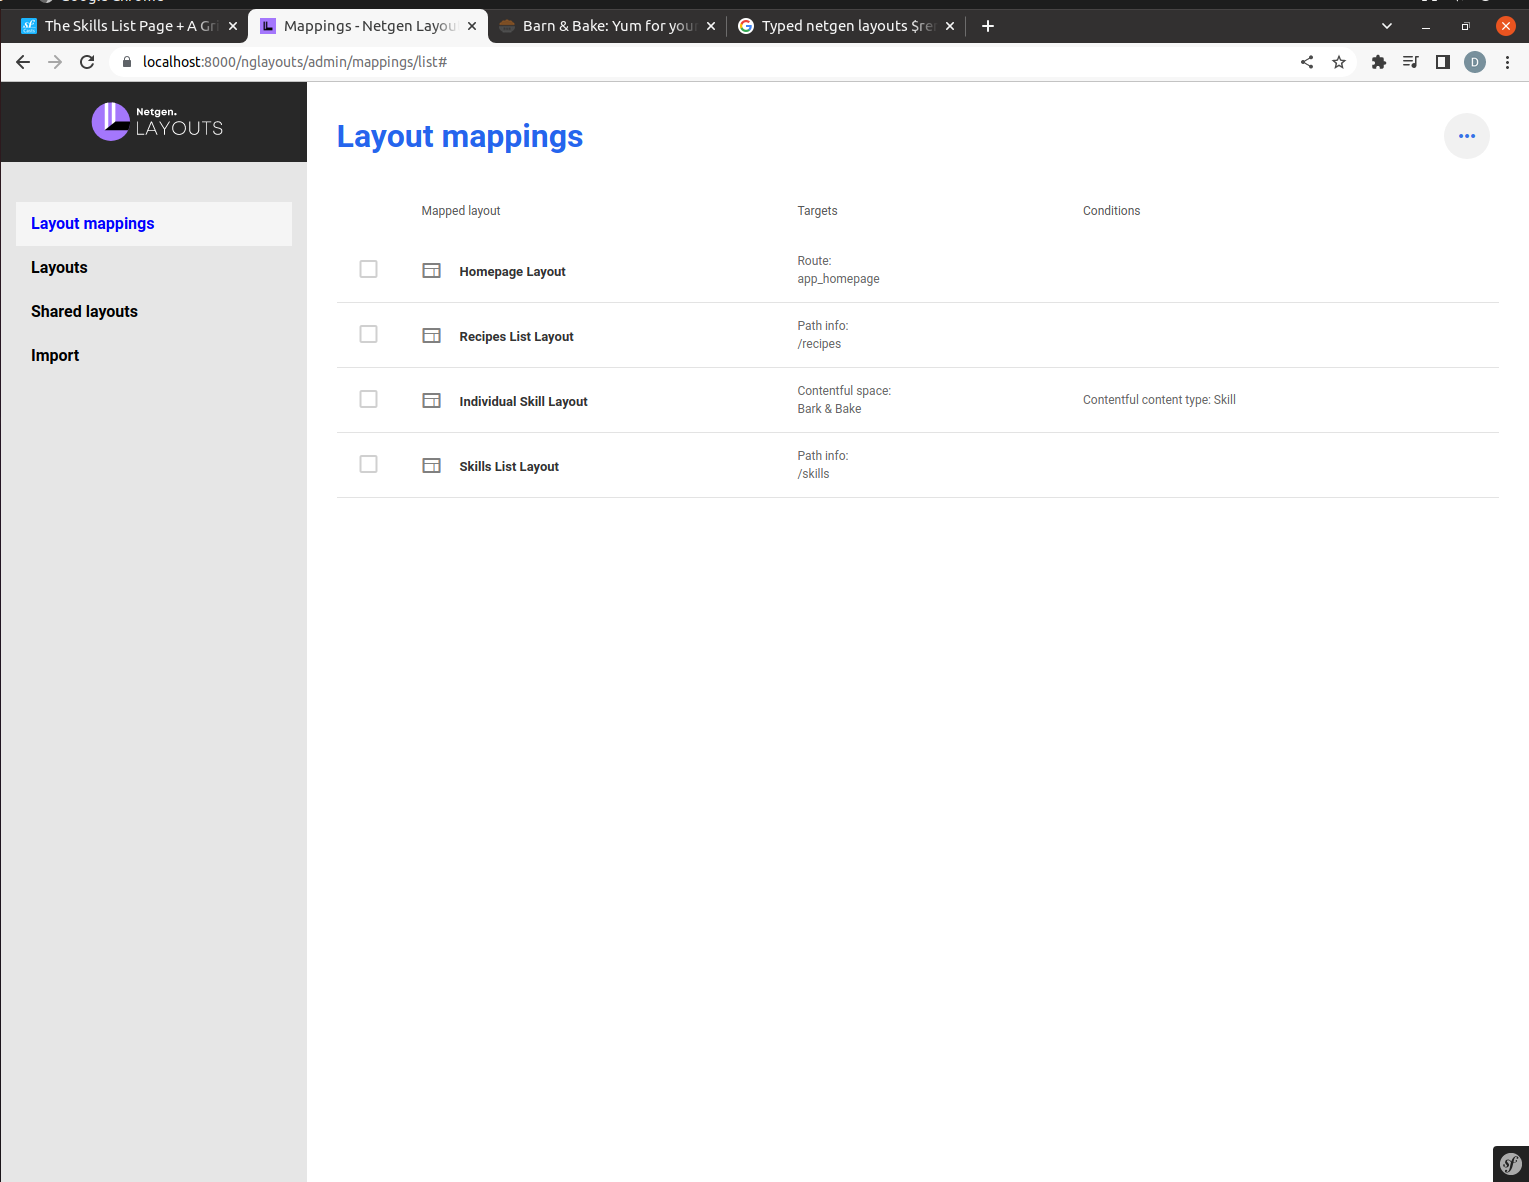 Google Chrome
The Skills List Page + A Gri
Mappings - Netgen Layou
Barn & Bake: Yum for you
Typed netgen layouts $re
localhost:8000/nglayouts/admin/mappings/list#
D
Netgen.
LAYOUTS
Layout mappings
Layouts
Shared layouts
Import
Layout mappings
Mapped layout Targets Conditions
Homepage Layout
Route:
app_homepage
Recipes List Layout
Path info:
/recipes
Individual Skill Layout
Contentful space:
Bark & Bake
Contentful content type: Skill
Skills List Layout
Path info:
/skills
sf